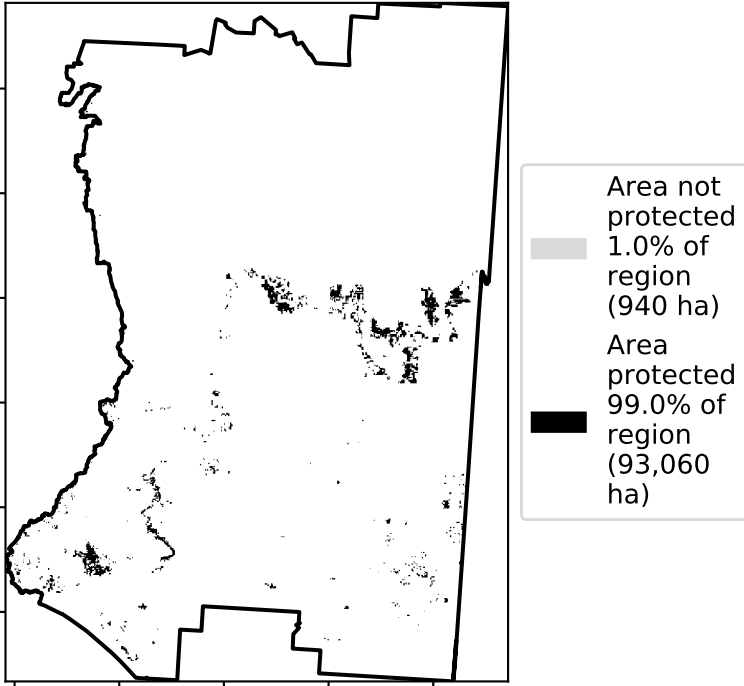 Area not
protected
1.0% of
region
(940 ha)
Area
protected
99.0% of
region
(93,060
ha)